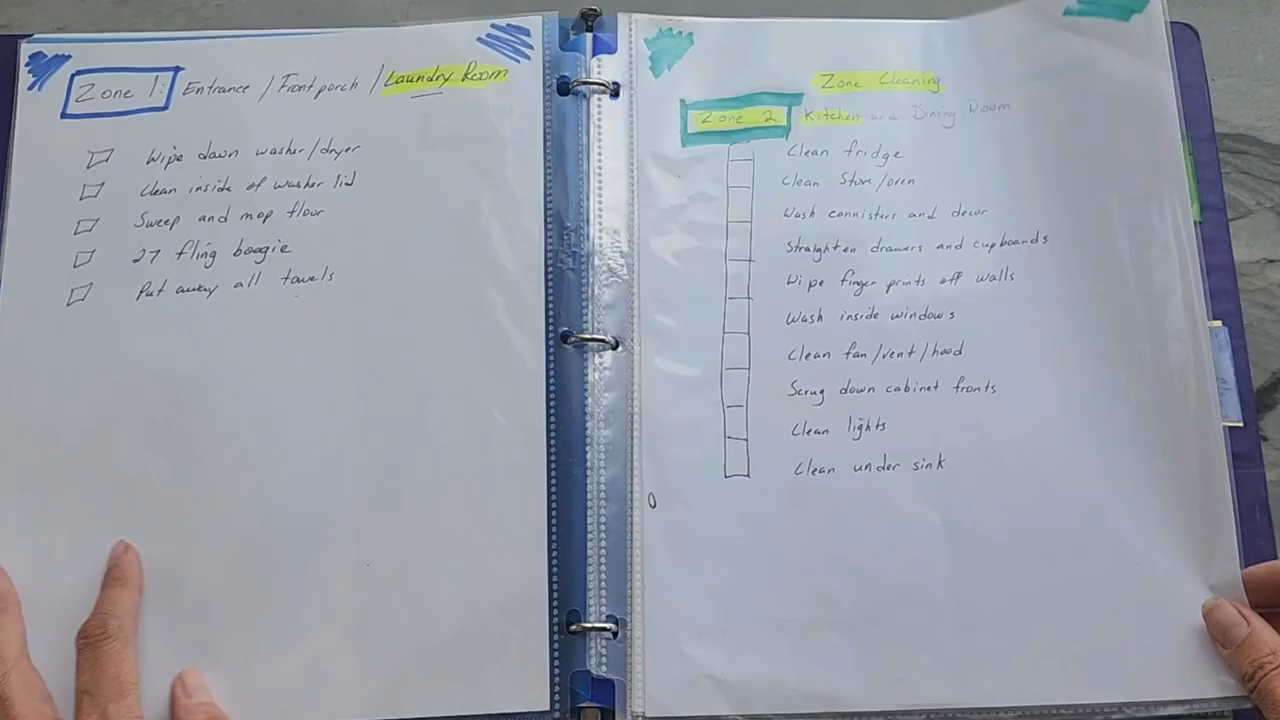 Zone 1: Entrance / Front porch / Laundry Room
Wipe down washer/dryer
Clean inside of washer lid
Sweep and mop floor
27 fling boogie
Put away all towels
Zone Cleaning
Zone 2 Kitchen and Dining Room
Clean fridge
Clean Stove/oven
Wash cannisters and decor
Straighten drawers and cupboards
Wipe finger prints off walls
Wash inside windows
Clean fan/vent/hood
Scrug down cabinet fronts
Clean lights
Clean under sink